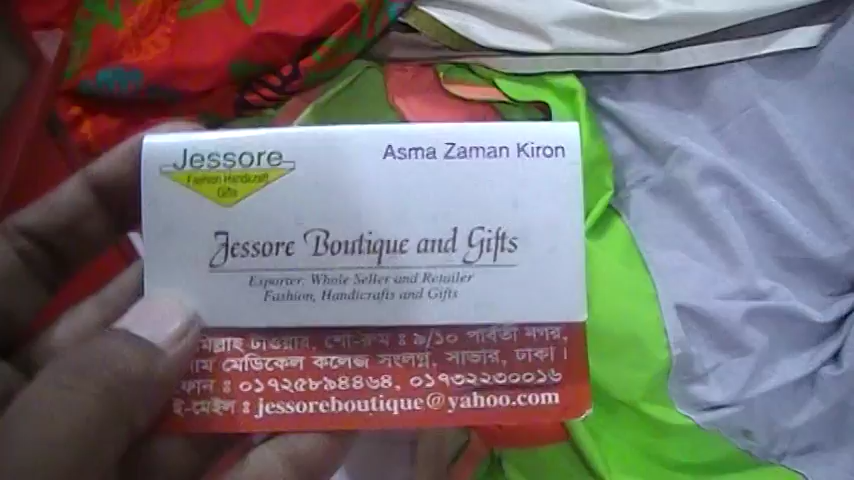 Jessore
Fashion Handicraft
Gifts
Asma Zaman Kiron
Jessore Boutique and Gifts
Exporter, Whole Seller and Retailer
Fashion, Handicrafts and Gifts
টাওয়ার, শো-রুম : ৯/১০ পার্বতী নগর,
মেডিকেল কলেজ সংলগ্ন, সাভার, ঢাকা।
: ০১৭২৫৮৯৪৪৬৪, ০১৭৩২২৩০০১৬
ই-মেইল : jessoreboutique@yahoo.com